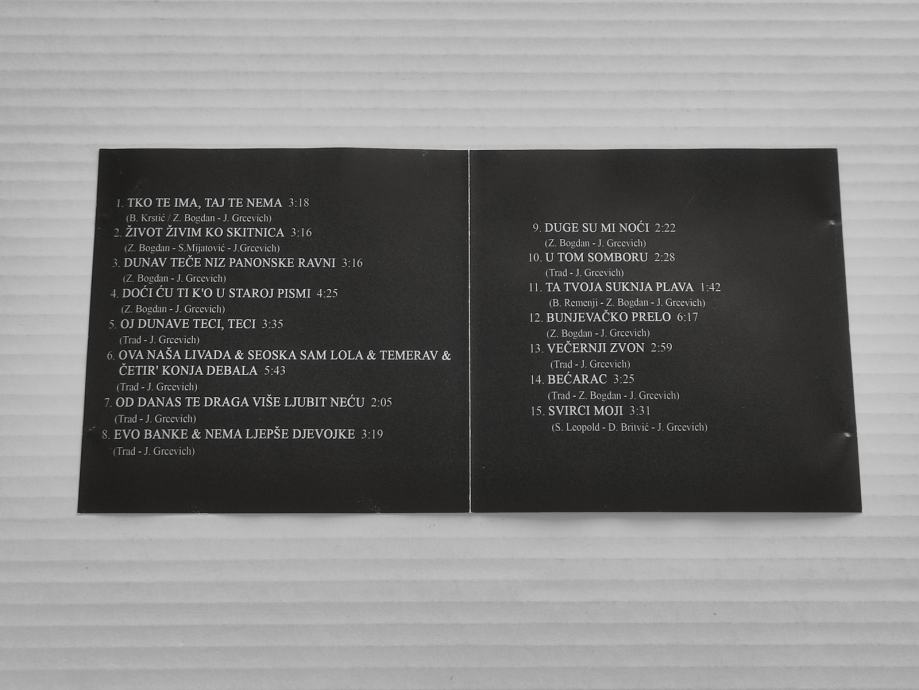 1. TKO TE IMA, TAJ TE NEMA 3:18
(B. Krstić / Z. Bogdan - J. Grcevich)
2. ŽIVOT ŽIVIM KO SKITNICA 3:16
(Z. Bogdan - S.Mijatović - J.Grcevich)
3. DUNAV TEČE NIZ PANONSKE RAVNI 3:16
(Z. Bogdan - J. Grcevich)
4. DOĆI ĆU TI K'O U STAROJ PISMI 4:25
(Z. Bogdan - J. Grcevich)
5. OJ DUNAVE TECI, TECI 3:35
(Trad - J. Grcevich)
6. OVA NAŠA LIVADA & SEOSKA SAM LOLA & TEMERAV &
ČETIR' KONJA DEBALA 5:43
(Trad - J. Grcevich)
7. OD DANAS TE DRAGA VIŠE LJUBIT NEĆU 2:05
(Trad - J. Grcevich)
8. EVO BANKE & NEMA LJEPŠE DJEVOJKE 3:19
(Trad - J. Grcevich)
9. DUGE SU MI NOĆI 2:22
(Z. Bogdan - J. Grcevich)
10. U TOM SOMBORU 2:28
(Trad - J. Grcevich)
11. TA TVOJA SUKNJA PLAVA 1:42
(B. Remenji - Z. Bogdan - J. Grcevich)
12. BUNJEVAČKO PRELO 6:17
(Z. Bogdan - J. Grcevich)
13. VEČERNJI ZVON 2:59
(Trad - J. Grcevich)
14. BEĆARAC 3:25
(Trad - Z. Bogdan - J. Grcevich)
15. SVIRCI MOJI 3:31
(S. Leopold - D. Britvić - J. Grcevich)